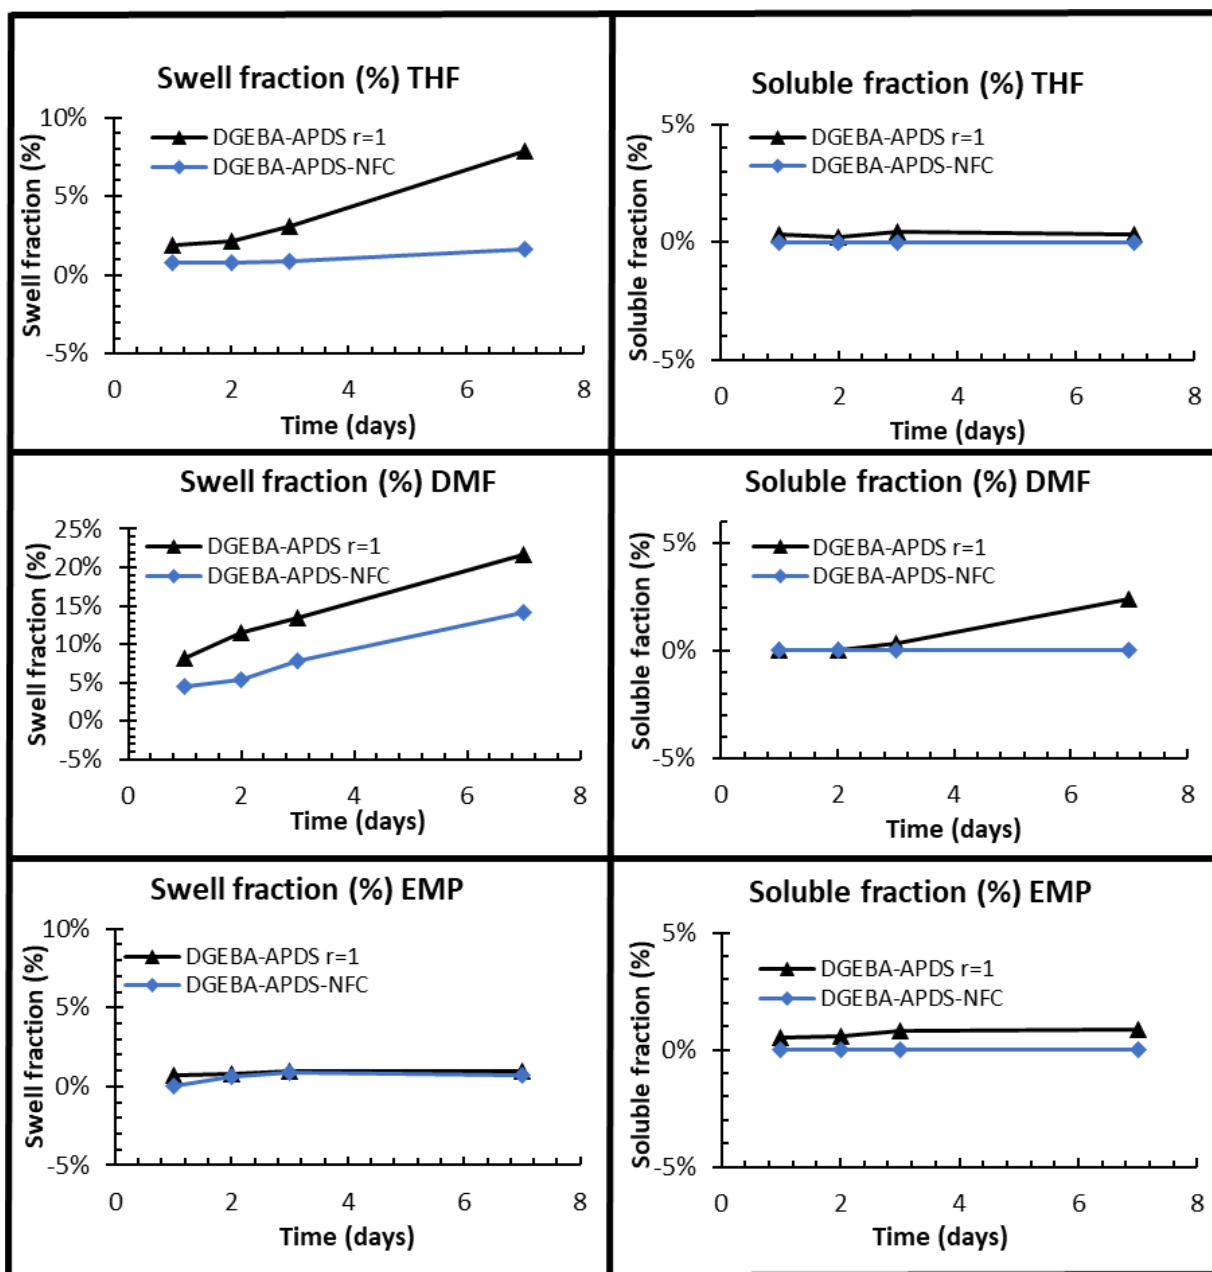 Swell fraction (%) THF
10%
5%
0%
-5%
Swell fraction (%)
DGEBA-APDS r=1
DGEBA-APDS-NFC
0 2 4 6 8
Time (days)
Soluble fraction (%) THF
5%
0%
-5%
Soluble fraction (%)
DGEBA-APDS r=1
DGEBA-APDS-NFC
0 2 4 6 8
Time (days)
Swell fraction (%) DMF
25%
20%
15%
10%
5%
0%
-5%
Swell fraction (%)
DGEBA-APDS r=1
DGEBA-APDS-NFC
0 2 4 6 8
Time (days)
Soluble fraction (%) DMF
5%
0%
-5%
Soluble faction (%)
DGEBA-APDS r=1
DGEBA-APDS-NFC
0 2 4 6 8
Time (days)
Swell fraction (%) EMP
10%
5%
0%
-5%
Swell fraction (%)
DGEBA-APDS r=1
DGEBA-APDS-NFC
0 2 4 6 8
Time (days)
Soluble fraction (%) EMP
5%
0%
-5%
Soluble fraction (%)
DGEBA-APDS r=1
DGEBA-APDS-NFC
0 2 4 6 8
Time (days)